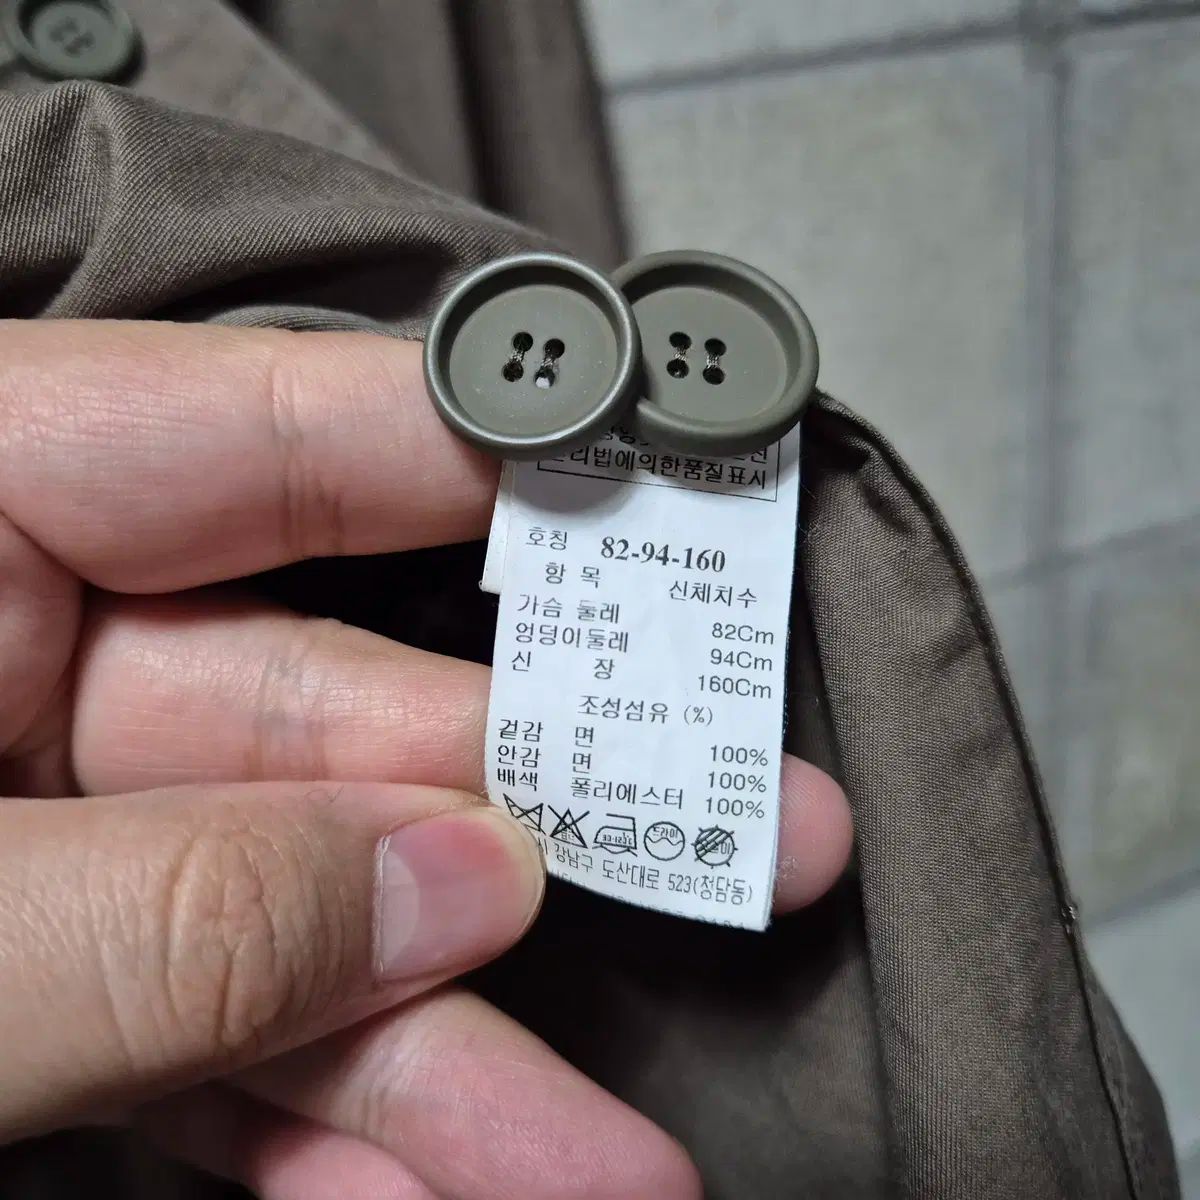 리법에의한품질표시
호칭 82-94-160
항 목 신체치수
가슴 둘레 82Cm
엉덩이둘레 94Cm
신 장 160Cm
조성섬유 (%)
겉감 면 100%
안감 면 100%
배색 폴리에스터 100%
드라이
강남구 도산대로 523(청담동)